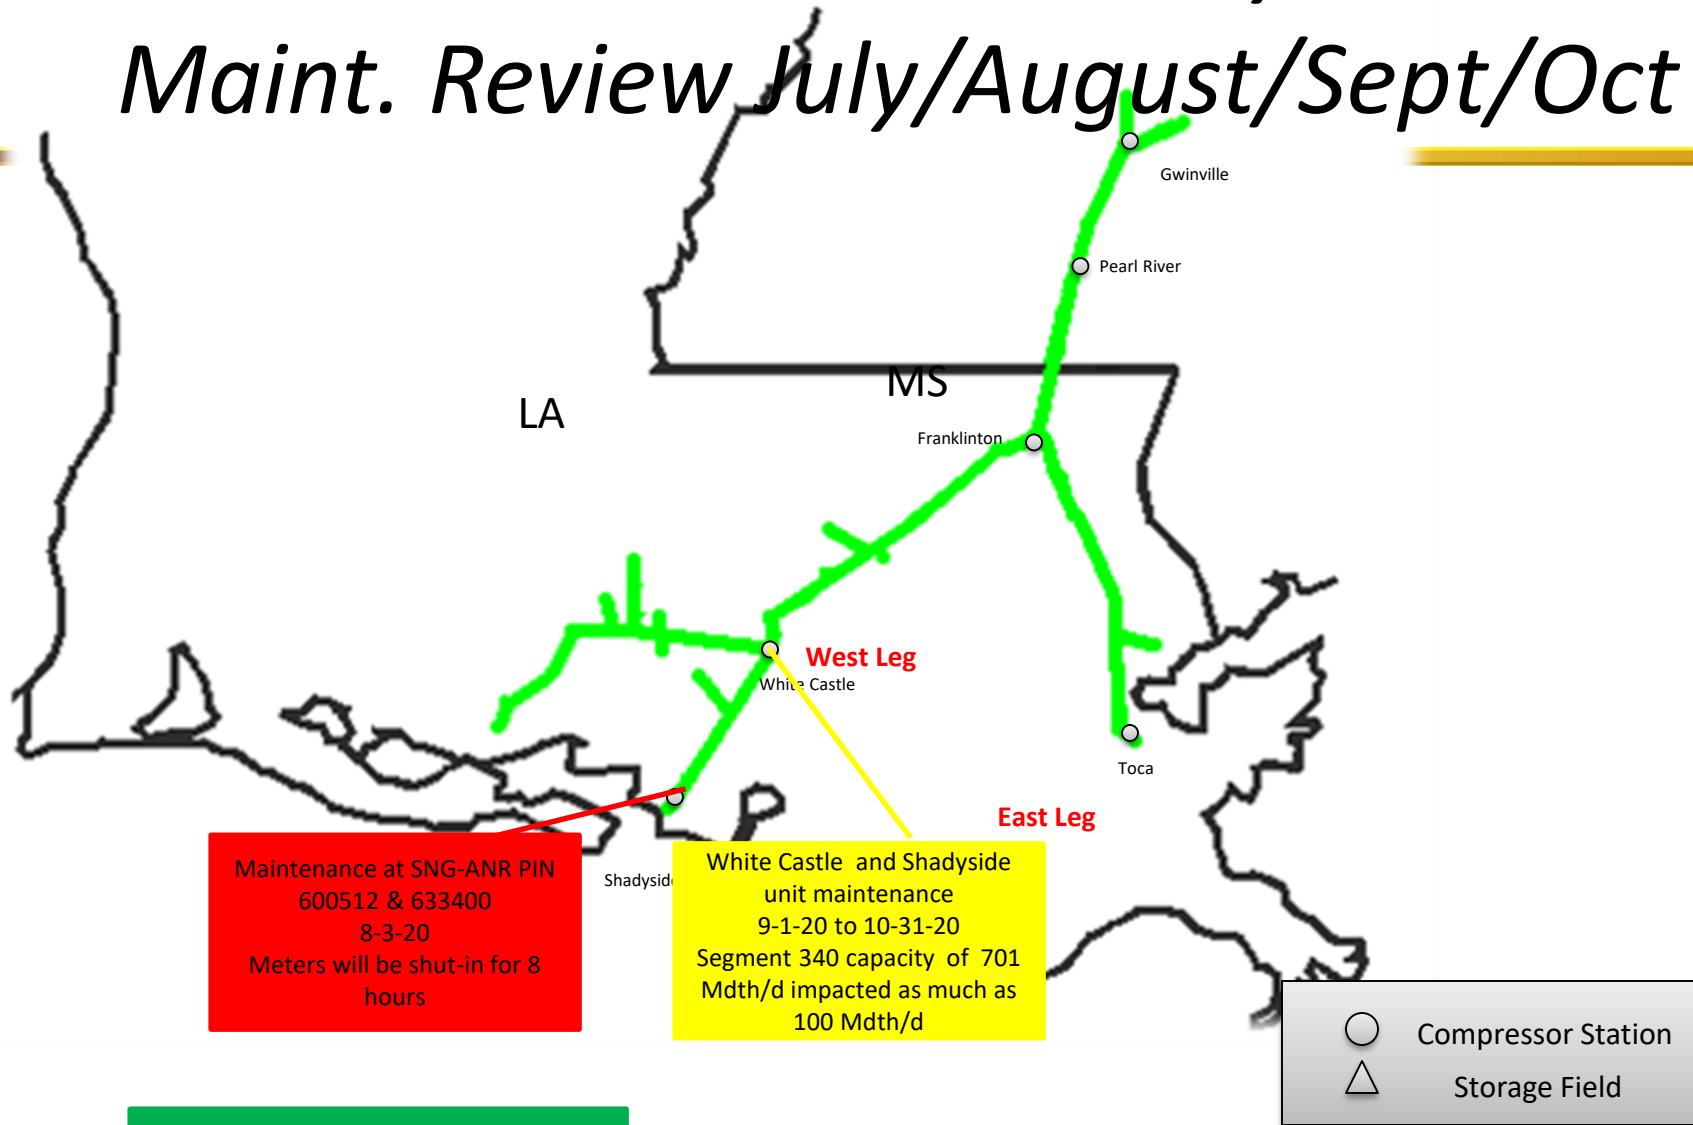 Maint. Review July/August/Sept/Oct
Gwinville
Pearl River
MS
LA
Franklinton
West Leg
White Castle
Toca
East Leg
Maintenance at SNG-ANR PIN
600512 & 633400
8-3-20
Meters will be shut-in for 8
hours
White Castle and Shadyside
unit maintenance
9-1-20 to 10-31-20
Segment 340 capacity of 701
Mdth/d impacted as much as
100 Mdth/d
Compressor Station
Storage Field